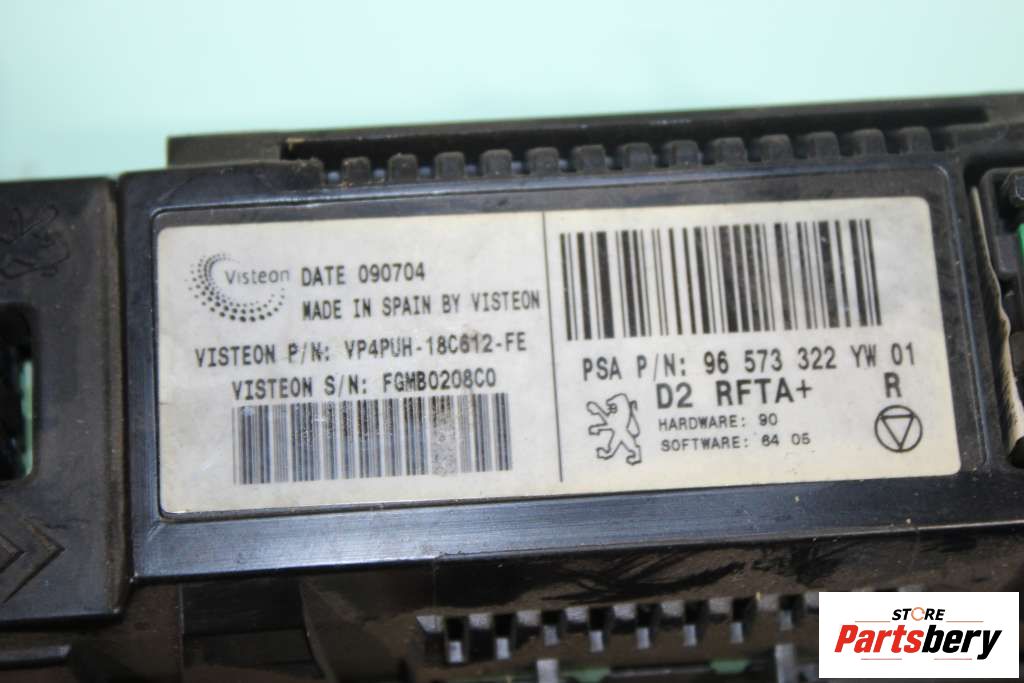 Visteon
DATE 090704
MADE IN SPAIN BY VISTEON
VISTEON P/N: VP4PUH-18C612-FE
VISTEON S/N: FGMB0208C0
PSA P/N: 96 573 322 YW 01
D2 RFTA+ R
HARDWARE: 90
SOFTWARE: 64 05
STORE
Partsbery